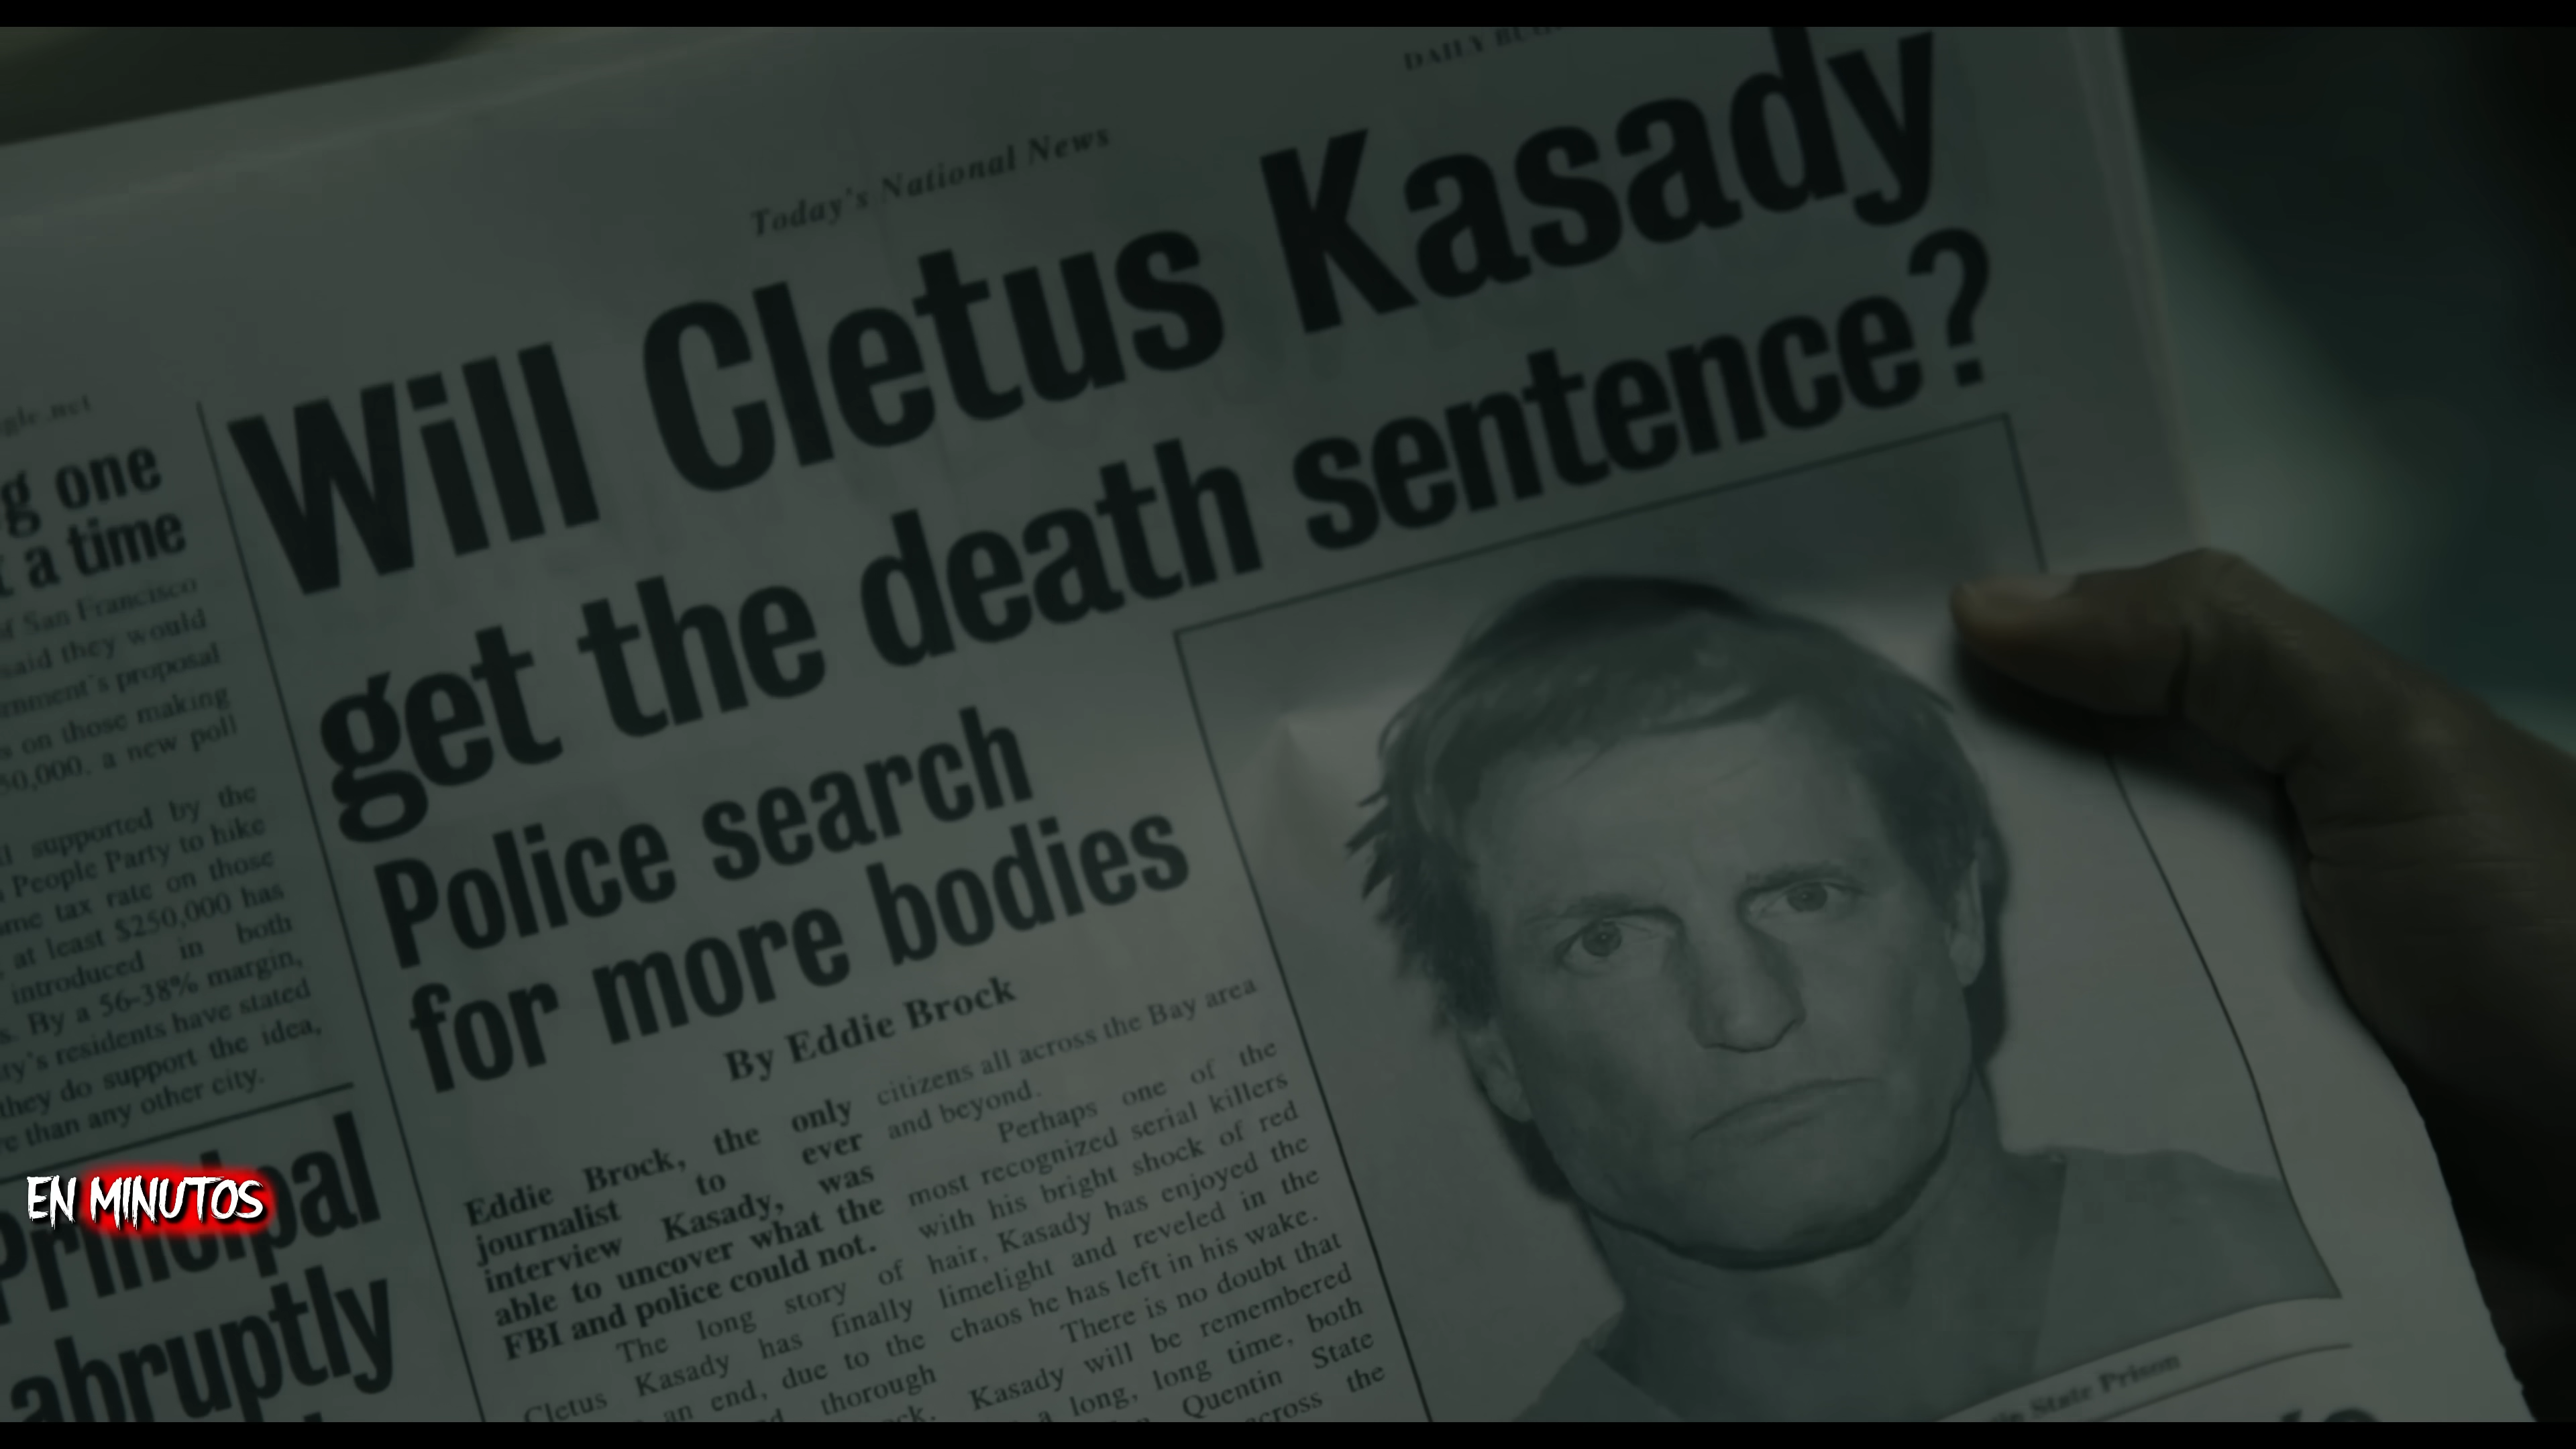 DAILY
Today's National News
Will Cletus Kasady
get the death sentence?
Police search
for more bodies
By Eddie Brock
Eddie Brock, the only
journalist to ever
interview Kasady, was
able to uncover what the
FBI and police could not.
The long story of
Cletus Kasady has finally
an end, due to the
thorough
citizens all across the Bay area
and beyond.
Perhaps one of the
most recognized serial killers
with his bright shock of red
hair, Kasady has enjoyed the
limelight and reveled in the
chaos he has left in his wake.
There is no doubt that
Kasady will be remembered
a long, long time, both
Quentin State
across the
State Prison
one
a time
of San Francisco
said they would
proposal
on those making
a new poll
supported by the
People Party to hike
tax rate on those
at least $250,000 has
introduced in both
By a 56-38% margin,
residents have stated
they do support the idea,
than any other city.
Principal
abruptly
EN MINUTOS